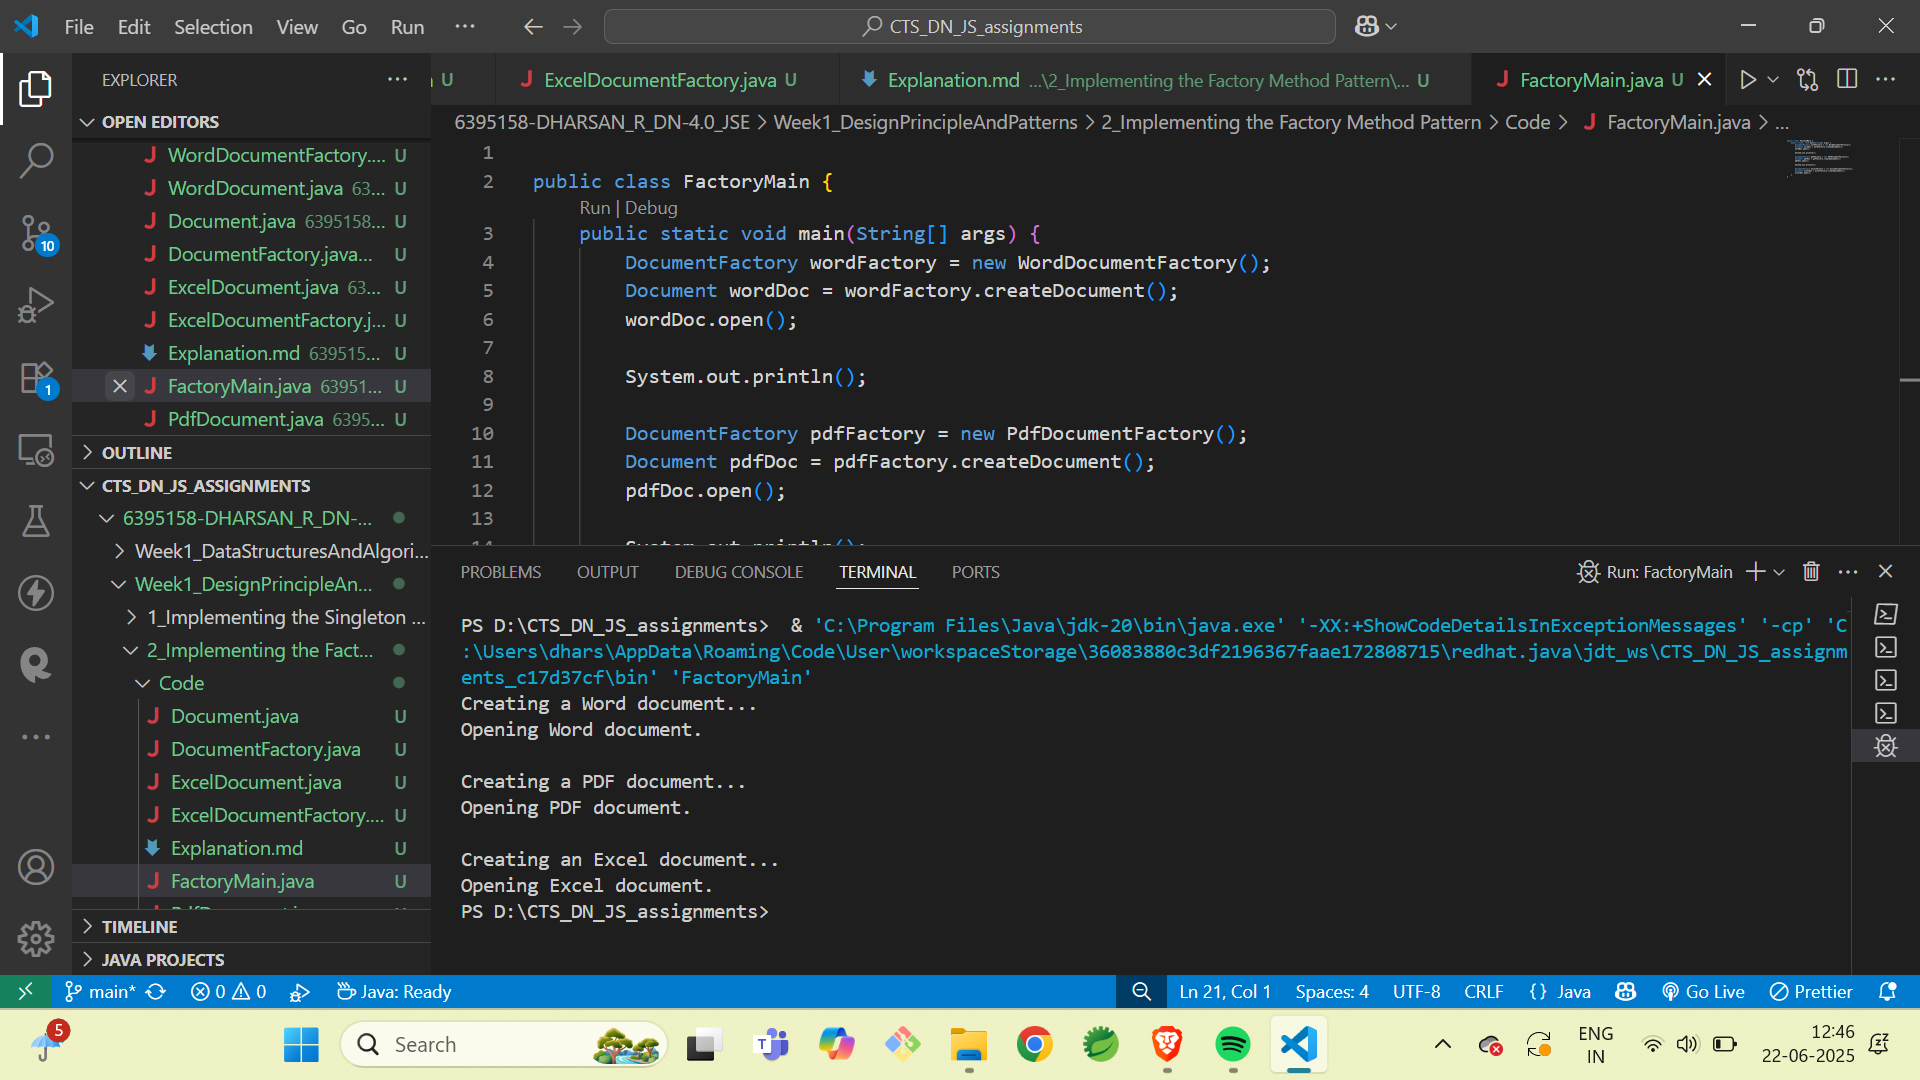 File Edit Selection View Go Run ···
CTS_DN_JS_assignments
EXPLORER
OPEN EDITORS
WordDocumentFactory.... U
WordDocument.java 63... U
Document.java 6395158... U
DocumentFactory.java... U
ExcelDocument.java 63... U
ExcelDocumentFactory.j... U
Explanation.md 639515... U
FactoryMain.java 63951... U
PdfDocument.java 6395... U
OUTLINE
CTS_DN_JS_ASSIGNMENTS
6395158-DHARSAN_R_DN-...
Week1_DataStructuresAndAlgori...
Week1_DesignPrincipleAn...
1_Implementing the Singleton ...
2_Implementing the Fact...
Code
Document.java U
DocumentFactory.java U
ExcelDocument.java U
ExcelDocumentFactory.... U
Explanation.md U
FactoryMain.java U
TIMELINE
JAVA PROJECTS
10
1
U
ExcelDocumentFactory.java U
Explanation.md ...\2_Implementing the Factory Method Pattern\... U
FactoryMain.java U
6395158-DHARSAN_R_DN-4.0_JSE > Week1_DesignPrincipleAndPatterns > 2_Implementing the Factory Method Pattern > Code > FactoryMain.java > ...
1
2 public class FactoryMain {
Run | Debug
3 public static void main(String[] args) {
4 DocumentFactory wordFactory = new WordDocumentFactory();
5 Document wordDoc = wordFactory.createDocument();
6 wordDoc.open();
7
8 System.out.println();
9
10 DocumentFactory pdfFactory = new PdfDocumentFactory();
11 Document pdfDoc = pdfFactory.createDocument();
12 pdfDoc.open();
13
14 System.out.println();
PROBLEMS OUTPUT DEBUG CONSOLE TERMINAL PORTS
Run: FactoryMain
PS D:\CTS_DN_JS_assignments> & 'C:\Program Files\Java\jdk-20\bin\java.exe' '-XX:+ShowCodeDetailsInExceptionMessages' '-cp' 'C
:\Users\dhars\AppData\Roaming\Code\User\workspaceStorage\36083880c3df2196367faae172808715\redhat.java\jdt_ws\CTS_DN_JS_assignm
ents_c17d37cf\bin' 'FactoryMain'
Creating a Word document...
Opening Word document.
Creating a PDF document...
Opening PDF document.
Creating an Excel document...
Opening Excel document.
PS D:\CTS_DN_JS_assignments>
main* 0 0 Java: Ready
Ln 21, Col 1 Spaces: 4 UTF-8 CRLF {} Java Go Live Prettier
5
Search
ENG
IN
12:46
22-06-2025